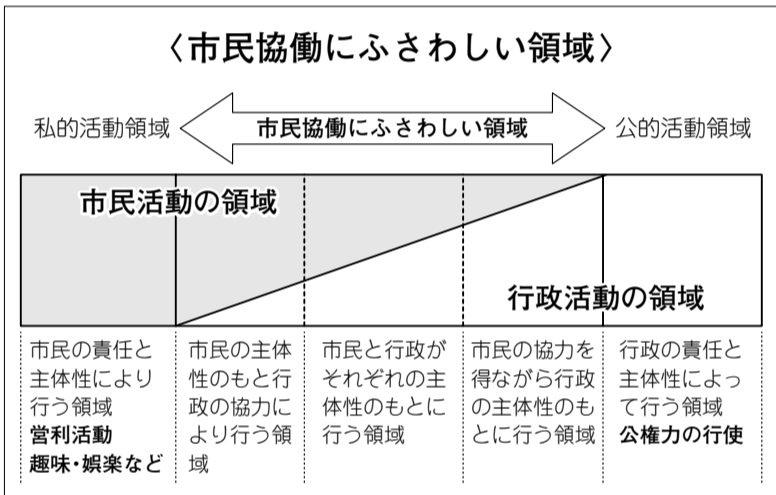 〈市民協働にふさわしい領域〉
私的活動領域
市民協働にふさわしい領域
公的活動領域
市民活動の領域
行政活動の領域
市民の責任と
主体性により
行う領域
営利活動
趣味・娯楽など
市民の主体
性のもと行
政の協力に
より行う領
域
市民と行政が
それぞれの主
体性のもとに
行う領域
市民の協力を
得ながら行政
の主体性のも
とに行う領域
行政の責任と
主体性によっ
て行う領域
公権力の行使